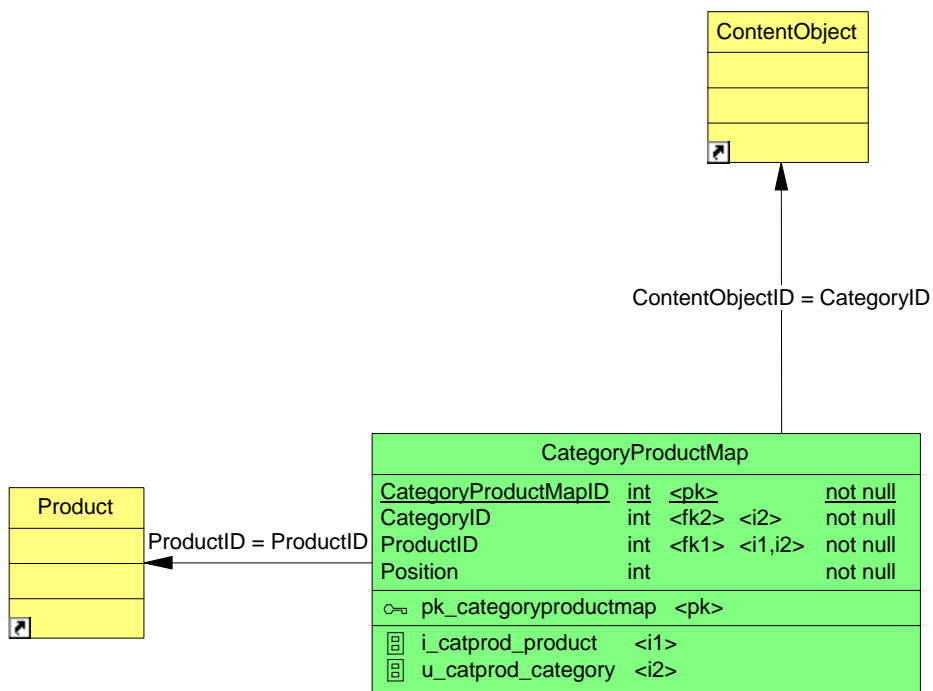 ContentObject
ContentObjectID = CategoryID
CategoryProductMap
CategoryProductMapID int <pk> not null
CategoryID int <fk2> <i2> not null
ProductID int <fk1> <i1,i2> not null
Position int not null
pk_categoryproductmap <pk>
i_catprod_product <i1>
u_catprod_category <i2>
Product
ProductID = ProductID